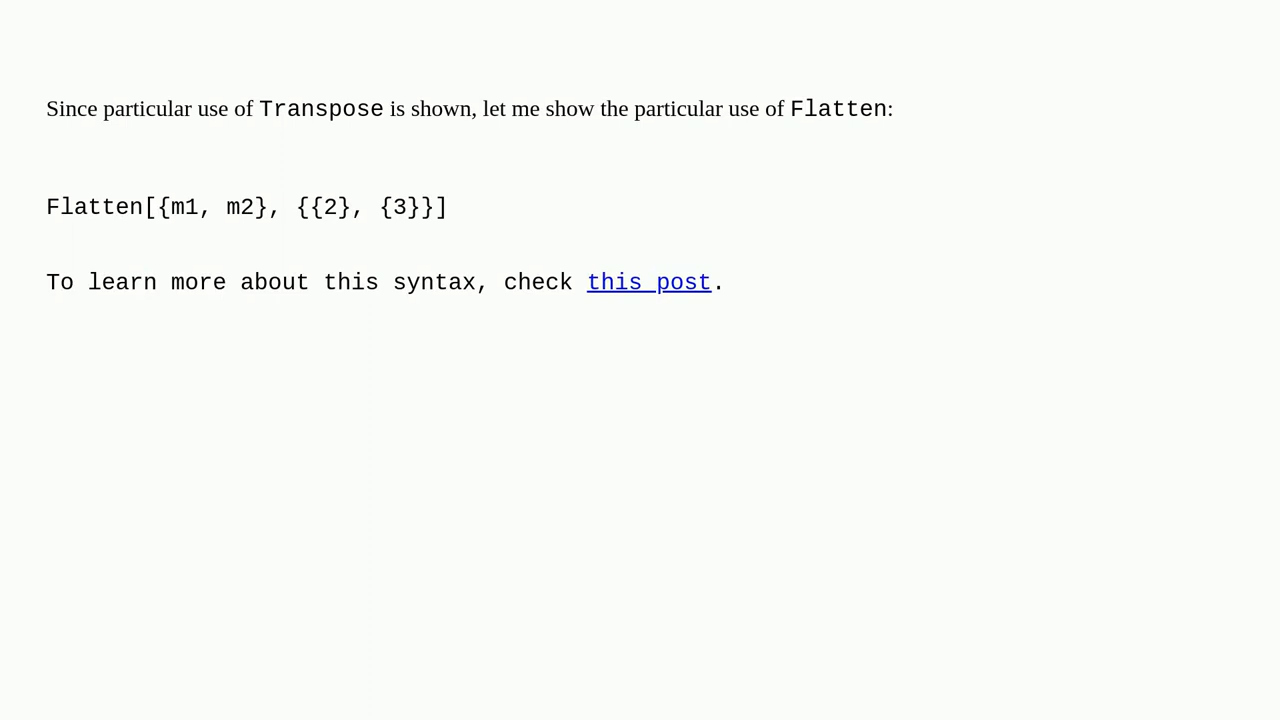 Since particular use of Transpose is shown, let me show the particular use of Flatten:
Flatten[{m1, m2}, {{2}, {3}}]
To learn more about this syntax, check this post.